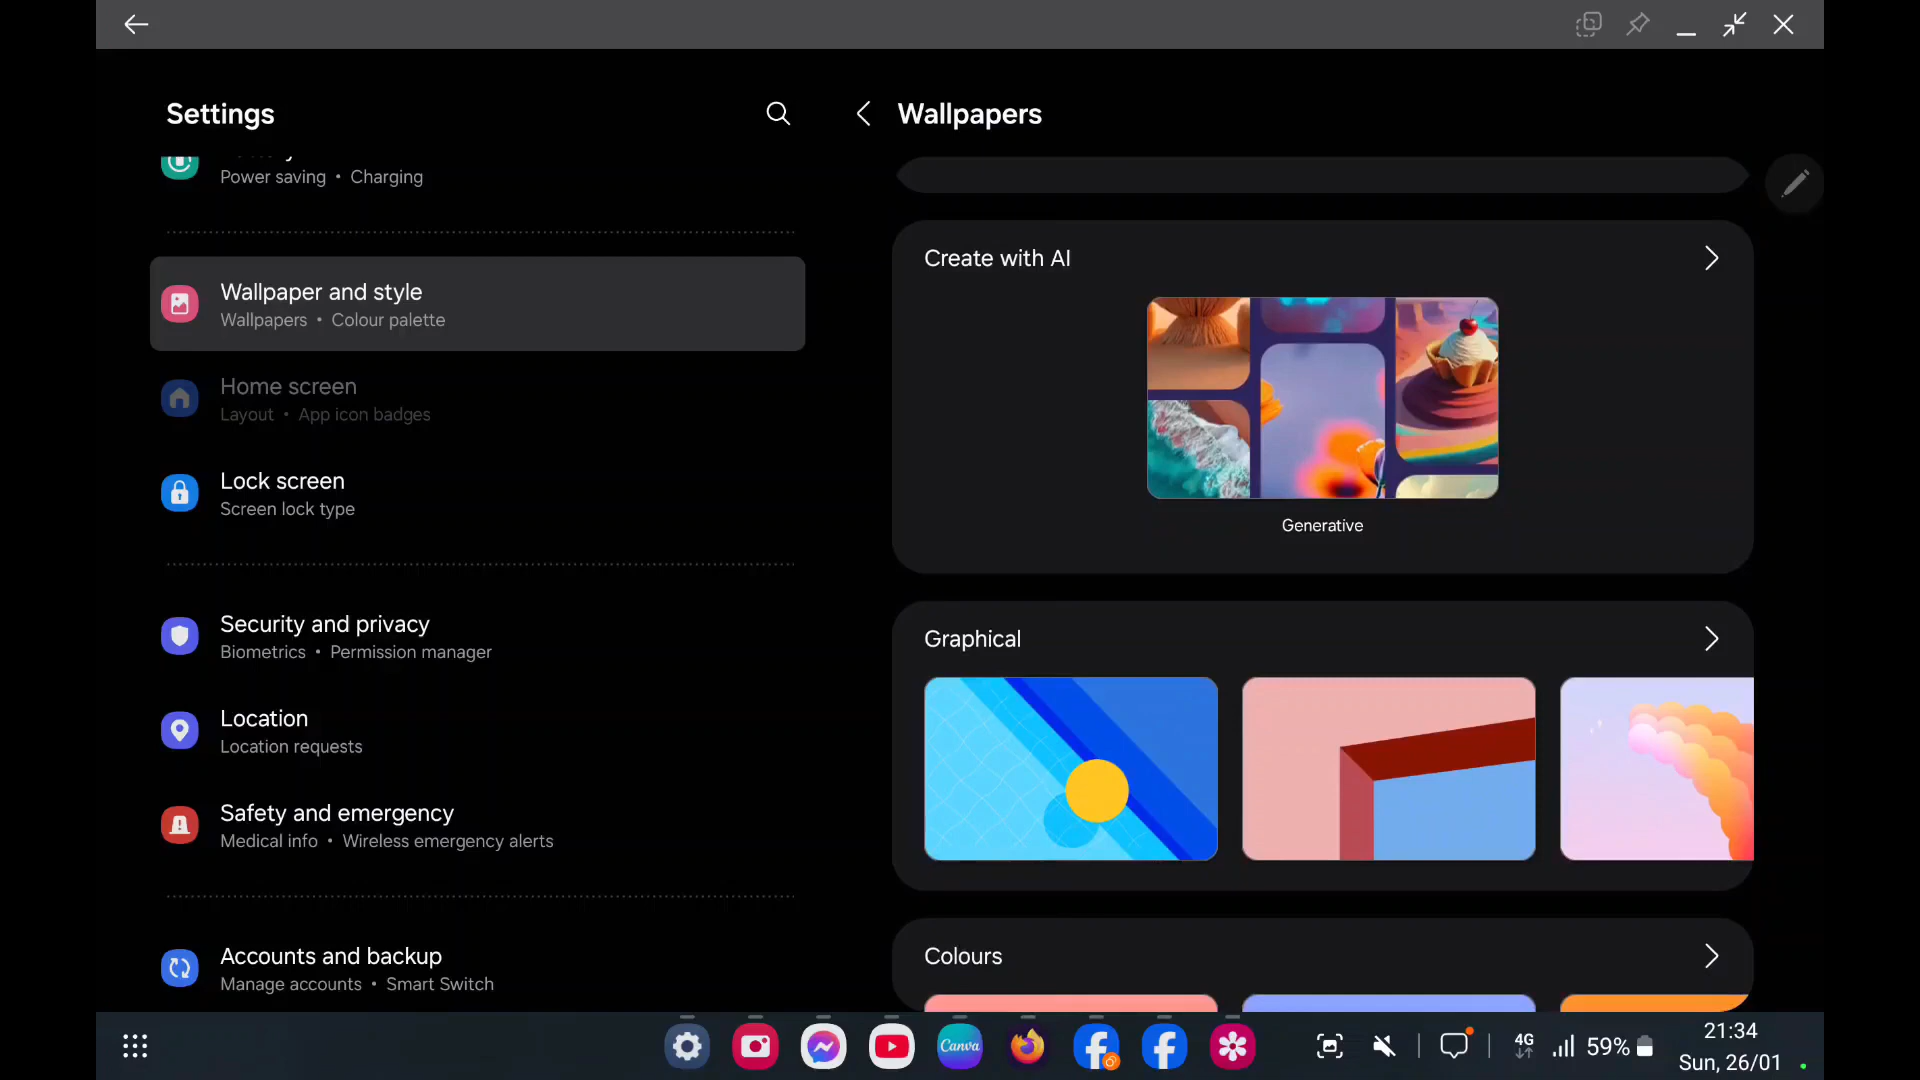 Settings
Power saving • Charging
Wallpaper and style
Wallpapers • Colour palette
Home screen
Layout • App icon badges
Lock screen
Screen lock type
Security and privacy
Biometrics • Permission manager
Location
Location requests
Safety and emergency
Medical info • Wireless emergency alerts
Accounts and backup
Manage accounts • Smart Switch
Wallpapers
Create with AI
Generative
Graphical
Colours
Canva
4G
59%
21:34
Sun, 26/01